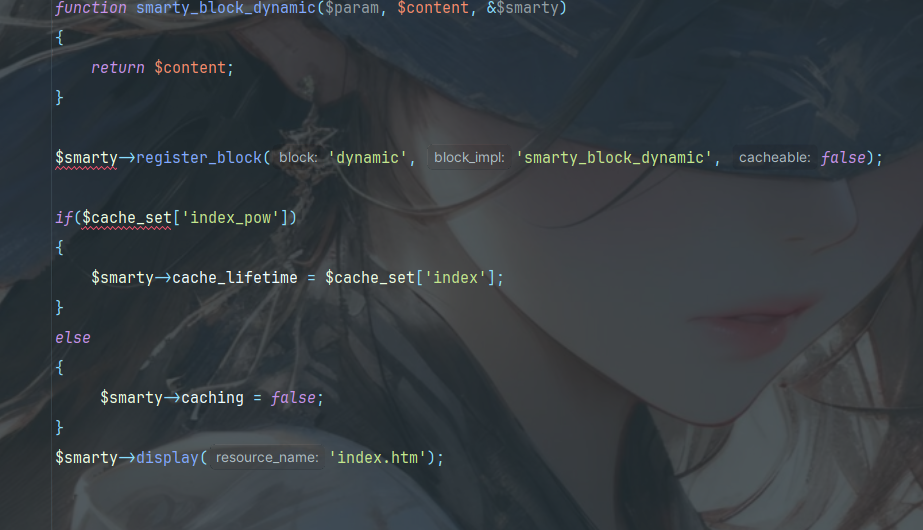 function smarty_block_dynamic($param, $content, &$smarty)
{
return $content;
}
$smarty->register_block( block: 'dynamic', block_impl: 'smarty_block_dynamic', cacheable: false);
if($cache_set['index_pow'])
{
$smarty->cache_lifetime = $cache_set['index'];
}
else
{
$smarty->caching = false;
}
$smarty->display( resource_name: 'index.htm');